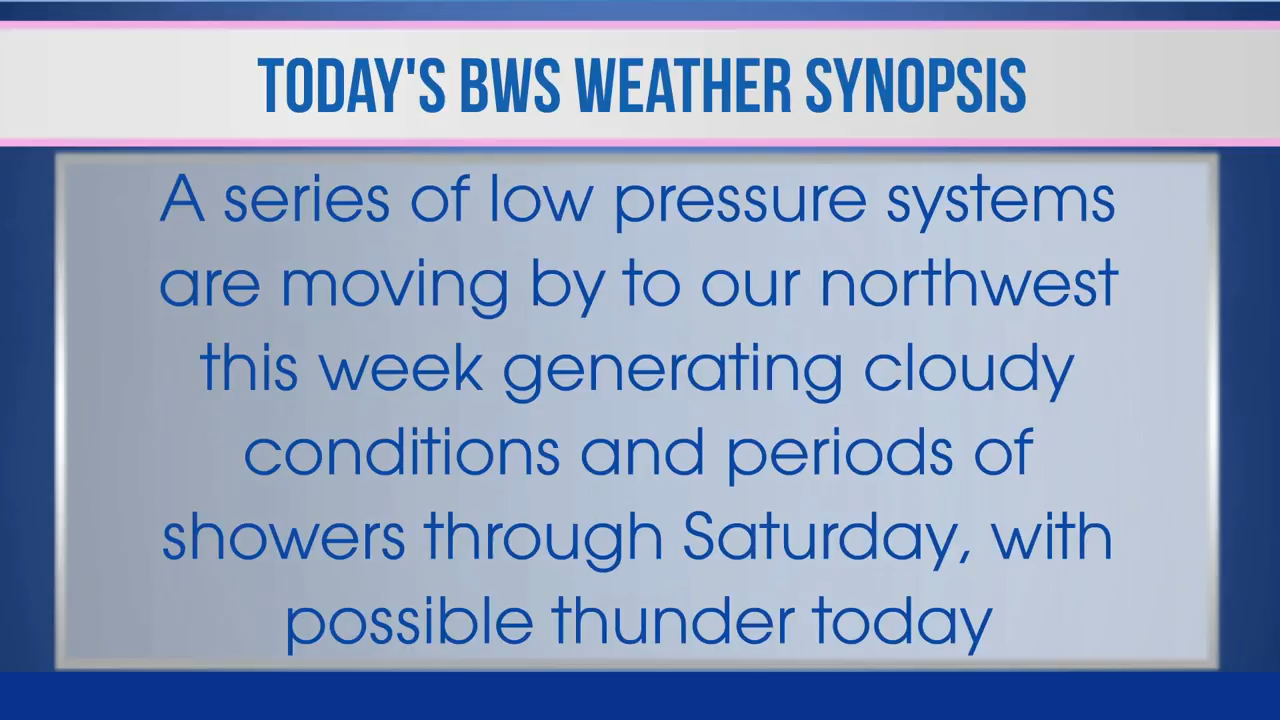 TODAY'S BWS WEATHER SYNOPSIS
A series of low pressure systems
are moving by to our northwest
this week generating cloudy
conditions and periods of
showers through Saturday, with
possible thunder today